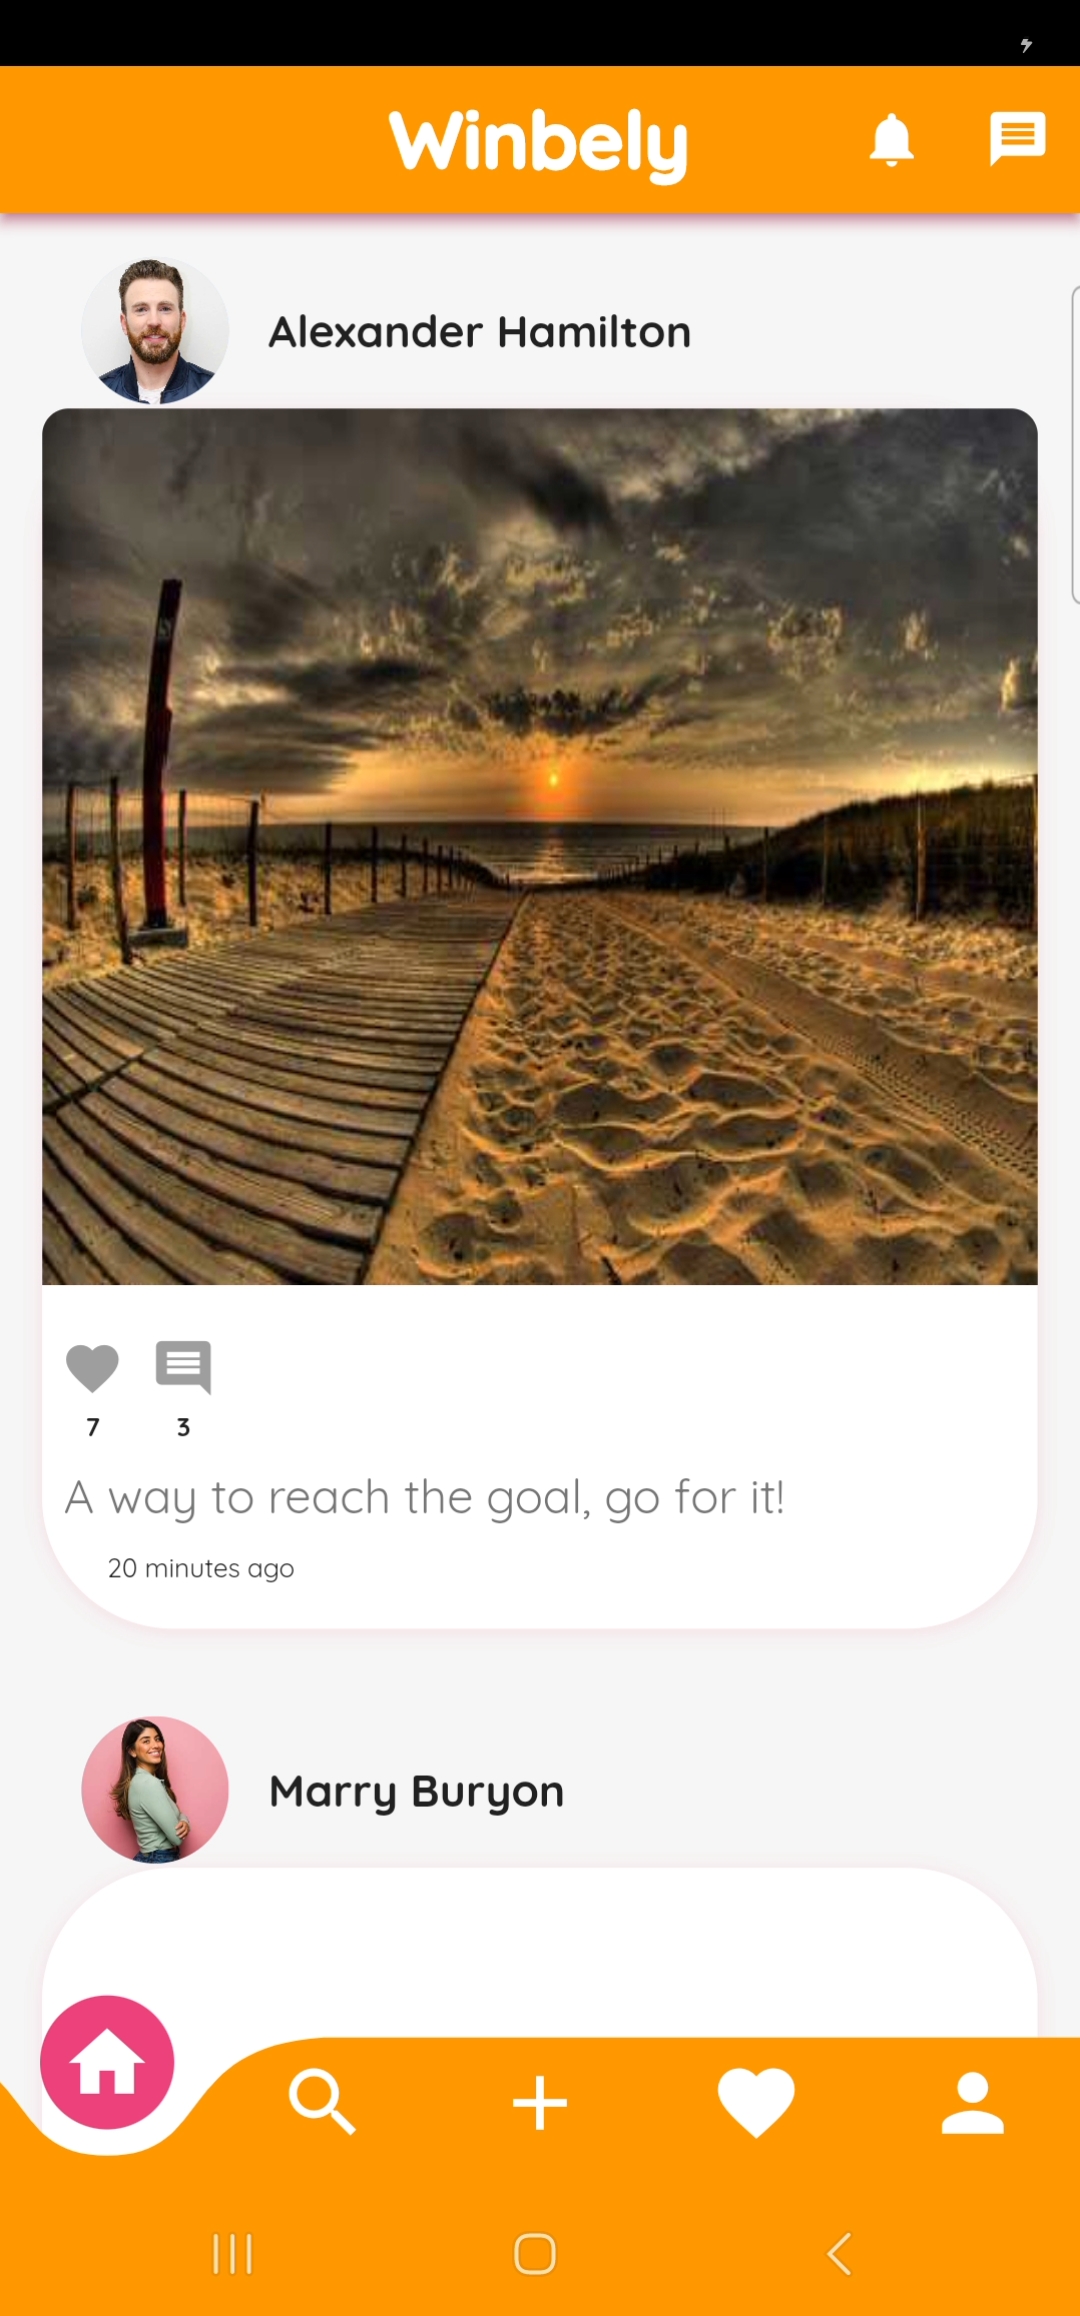 Winbely
Alexander Hamilton
7 3
A way to reach the goal, go for it!
20 minutes ago
Marry Buryon